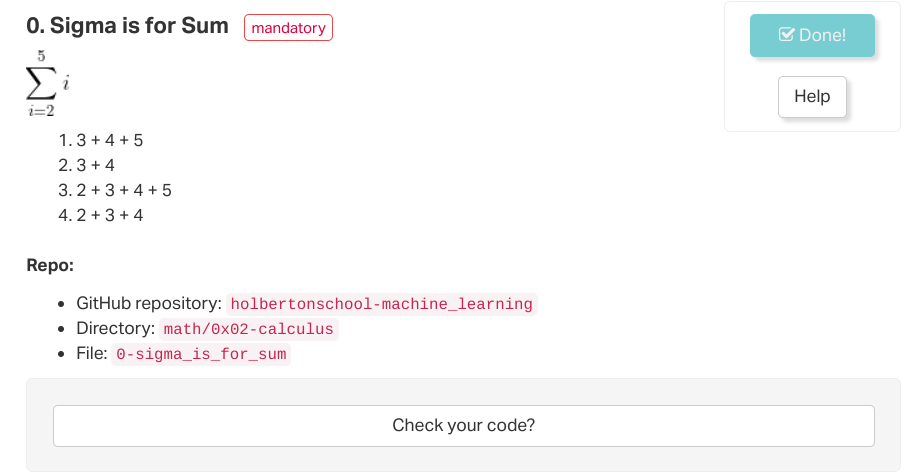 0. Sigma is for Sum mandatory
Done!
Help
5
∑ i
i=2
1. 3 + 4 + 5
2. 3 + 4
3. 2 + 3 + 4 + 5
4. 2 + 3 + 4
Repo:
• GitHub repository: holbertonschool-machine_learning
• Directory: math/0x02-calculus
• File: 0-sigma_is_for_sum
Check your code?